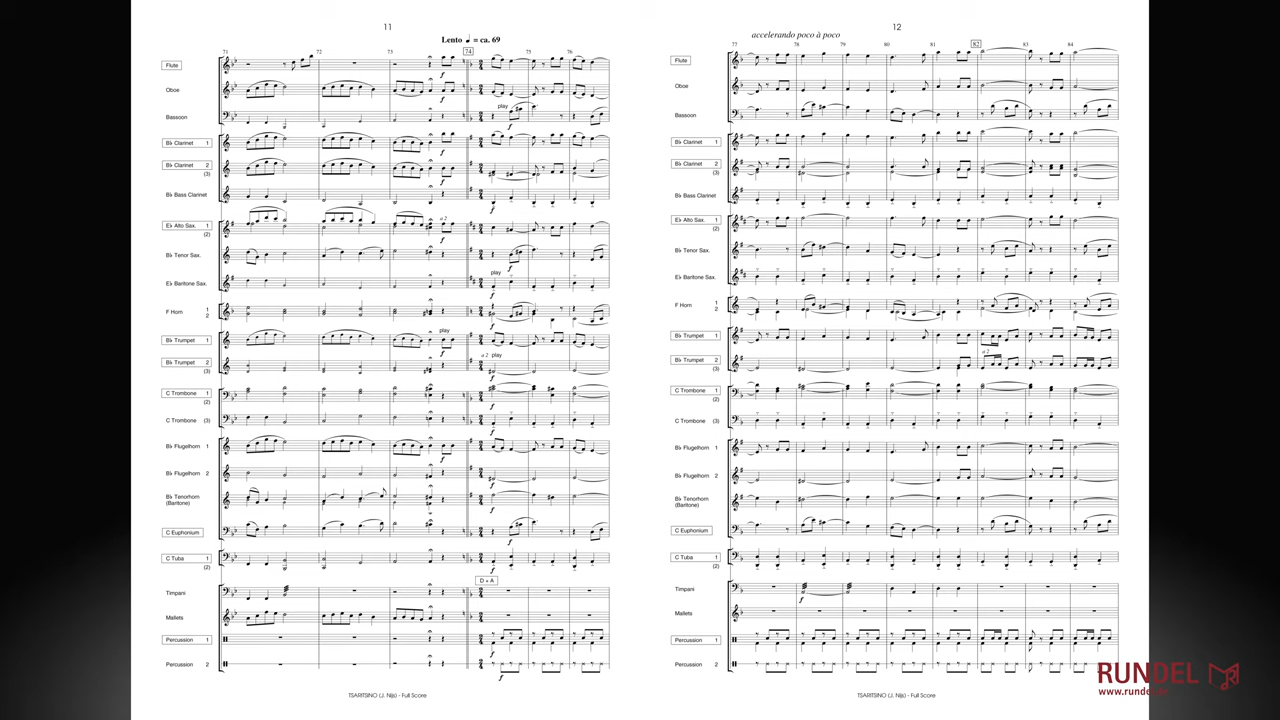 11
Lento ♩ = ca. 69
71 72 73 74 75 76
Flute
Oboe
f
play
Bassoon
f
B♭ Clarinet 1
f
B♭ Clarinet 2
(3)
f
B♭ Bass Clarinet
f
E♭ Alto Sax. 1
a 2
(2)
f
B♭ Tenor Sax.
f
play
E♭ Baritone Sax.
f
F Horn 1
2
f
play
B♭ Trumpet 1
f
a 2 play
B♭ Trumpet 2
(3)
f
C Trombone 1
(2)
f
C Trombone (3)
f
B♭ Flugelhorn 1
f
B♭ Flugelhorn 2
f
B♭ Tenorhorn
(Baritone)
f
C Euphonium
f
C Tuba 1
(2)
f
D + A
Timpani
Mallets
Percussion 1
f
Percussion 2
f
TSARITSINO (J. Nijs) - Full Score
12
accelerando poco à poco
77 78 79 80 81 82 83 84
Flute
Oboe
Bassoon
B♭ Clarinet 1
B♭ Clarinet 2
(3)
B♭ Bass Clarinet
E♭ Alto Sax. 1
(2)
B♭ Tenor Sax.
E♭ Baritone Sax.
F Horn 1
2
B♭ Trumpet 1
a 2
B♭ Trumpet 2
(3)
C Trombone 1
(2)
C Trombone (3)
B♭ Flugelhorn 1
B♭ Flugelhorn 2
B♭ Tenorhorn
(Baritone)
C Euphonium
C Tuba 1
(2)
Timpani
f
Mallets
Percussion 1
Percussion 2
TSARITSINO (J. Nijs) - Full Score
RUNDEL